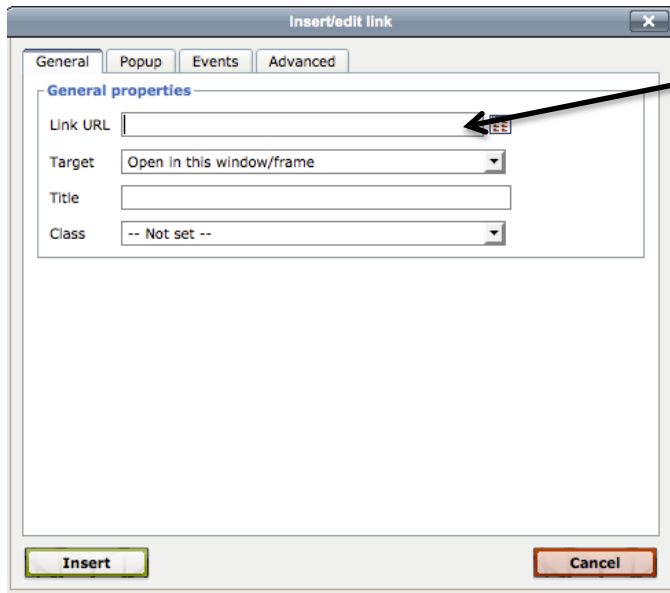 Insert/edit link
General Popup Events Advanced
General properties
Link URL
Target Open in this window/frame
Title
Class -- Not set --
Insert Cancel